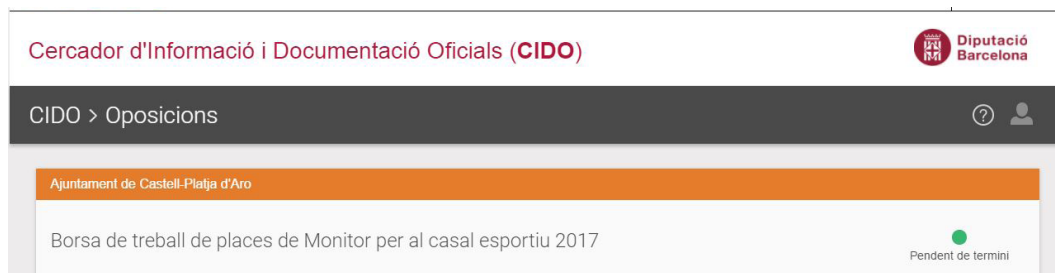 Cercador d'Informació i Documentació Oficials (CIDO)
Diputació
Barcelona
CIDO > Oposicions
?
Ajuntament de Castell-Platja d'Aro
Borsa de treball de places de Monitor per al casal esportiu 2017
Pendent de termini